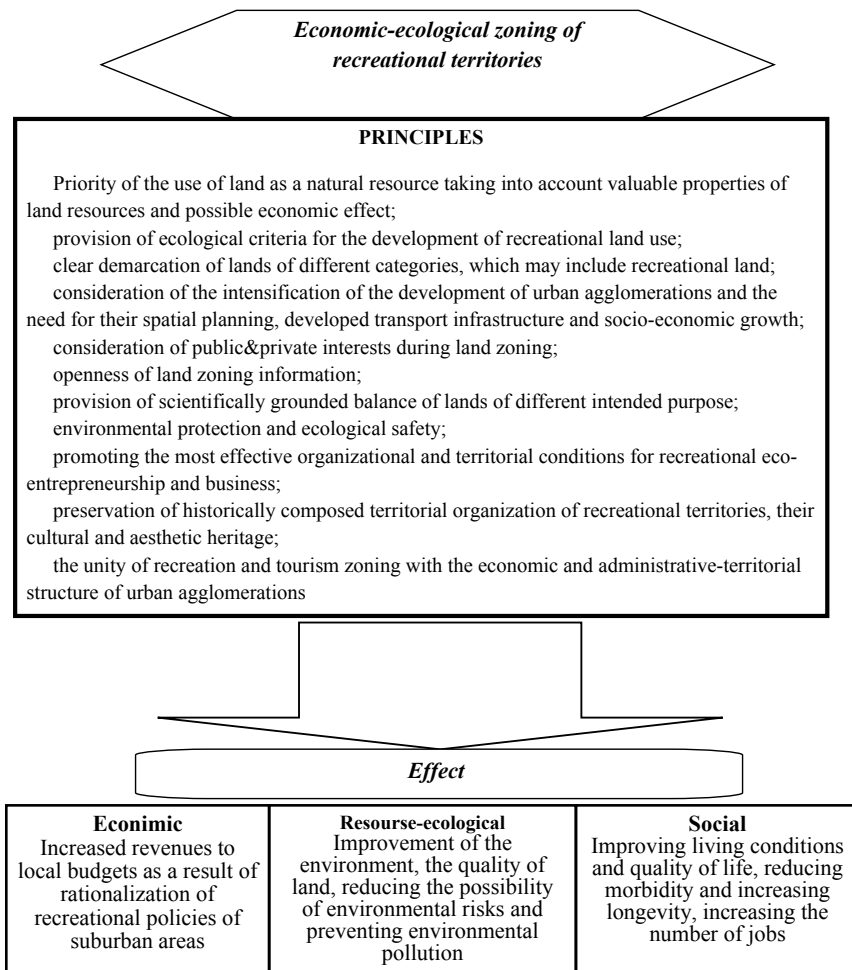 Economic-ecological zoning of
recreational territories
PRINCIPLES
Priority of the use of land as a natural resource taking into account valuable properties of
land resources and possible economic effect;
provision of ecological criteria for the development of recreational land use;
clear demarcation of lands of different categories, which may include recreational land;
consideration of the intensification of the development of urban agglomerations and the
need for their spatial planning, developed transport infrastructure and socio-economic growth;
consideration of public&private interests during land zoning;
openness of land zoning information;
provision of scientifically grounded balance of lands of different intended purpose;
environmental protection and ecological safety;
promoting the most effective organizational and territorial conditions for recreational eco-
entrepreneurship and business;
preservation of historically composed territorial organization of recreational territories, their
cultural and aesthetic heritage;
the unity of recreation and tourism zoning with the economic and administrative-territorial
structure of urban agglomerations
Effect
Econimic
Increased revenues to
local budgets as a result of
rationalization of
recreational policies of
suburban areas
Resourse-ecological
Improvement of the
environment, the quality of
land, reducing the possibility
of environmental risks and
preventing environmental
pollution
Social
Improving living conditions
and quality of life, reducing
morbidity and increasing
longevity, increasing the
number of jobs